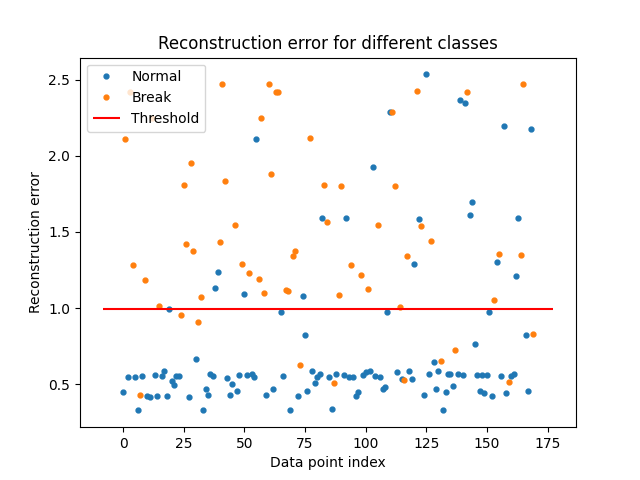 Reconstruction error for different classes
Normal
Break
Threshold
Reconstruction error
2.5
2.0
1.5
1.0
0.5
0 25 50 75 100 125 150 175
Data point index